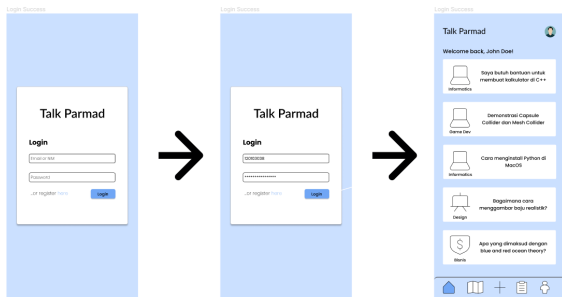 Login Success
Talk Parmad
Login
Email or NIM
Password
...or register here
Login
Login Success
Talk Parmad
Login
••••••••••••••••
...or register here
Login
Login Success
Talk Parmad
Welcome back, John Doe!
Informatics
Saya butuh bantuan untuk
membuat kalkulator di C++
Game Dev
Demonstrasi Capsule
Collider dan Mesh Collider
Informatics
Cara menginstall Python di
MacOS
Design
Bagaimana cara
menggambar baju realistik?
Bisnis
Apa yang dimaksud dengan
blue and red ocean theory?